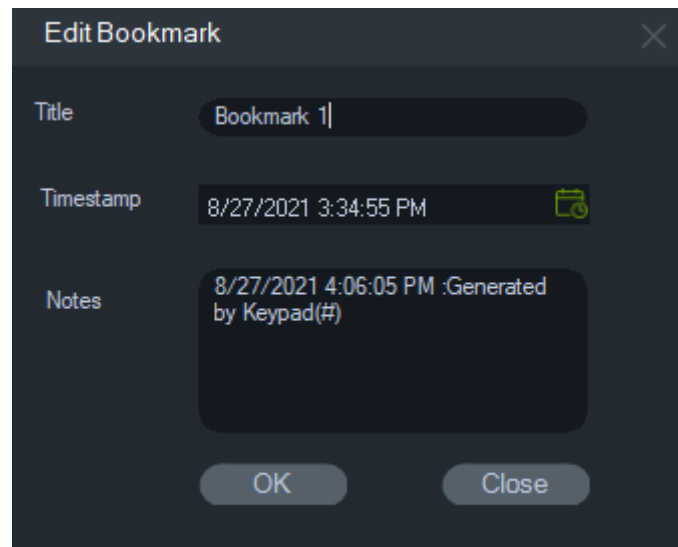 Edit Bookmark
Title
Bookmark 1
Timestamp
8/27/2021 3:34:55 PM
Notes
8/27/2021 4:06:05 PM :Generated
by Keypad(#)
OK
Close